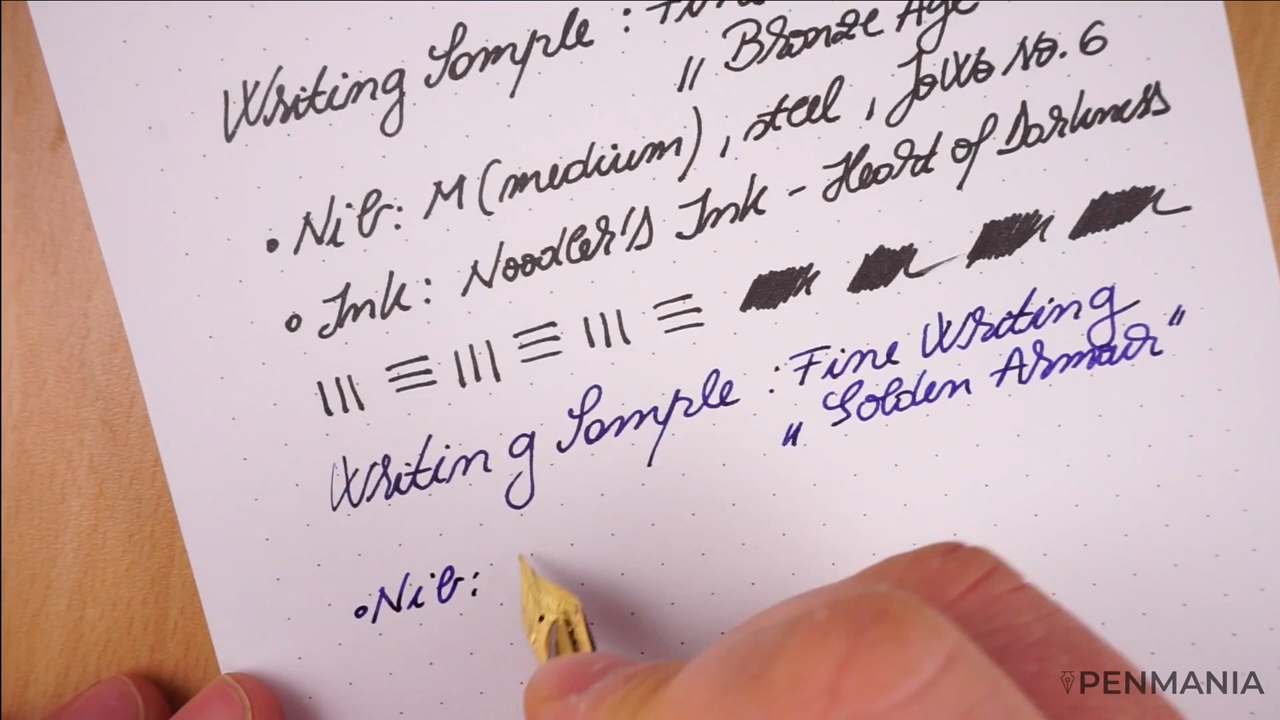 Writing Sample : Fine
„ Bronze Age
• Nib: M (medium), steel, JoWo No. 6
• Ink: Noodler's Ink - Heart of Darkness
Writing Sample : Fine Writing
„ Golden Armour "
• Nib:
PENMANIA